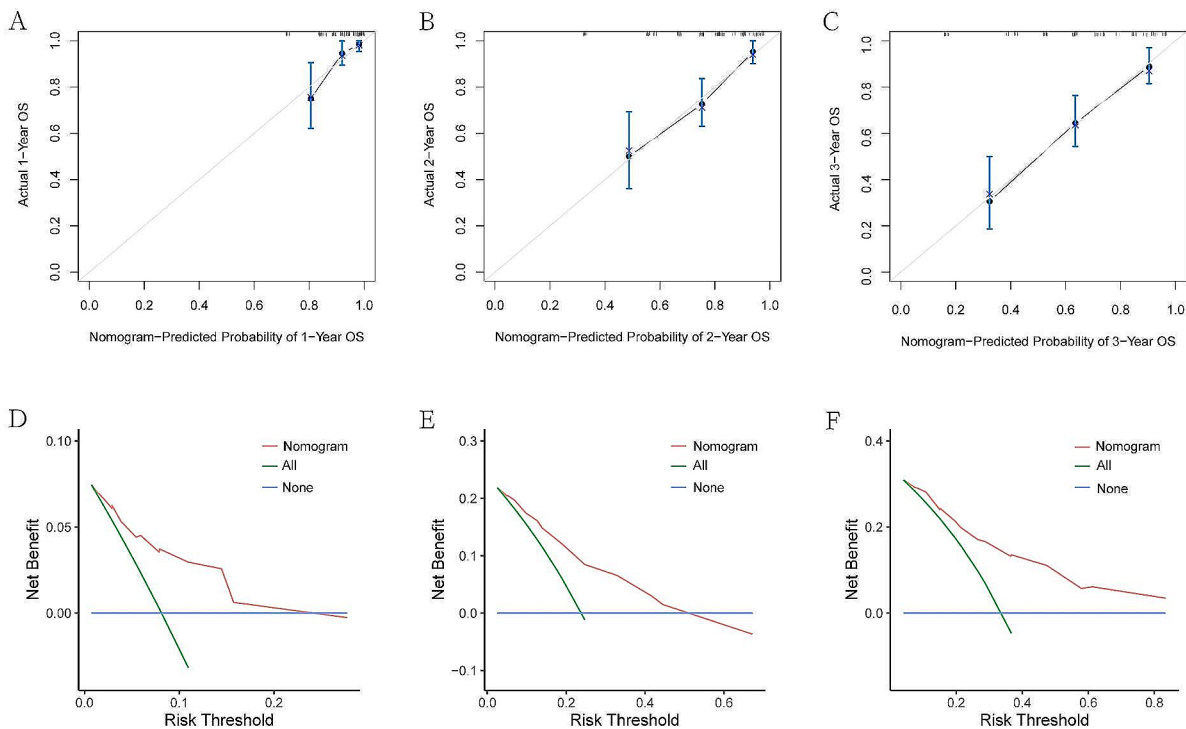 A
B
C
Actual 1−Year OS
0.0 0.2 0.4 0.6 0.8 1.0
0.0 0.2 0.4 0.6 0.8 1.0
Nomogram−Predicted Probability of 1−Year OS
Actual 2−Year OS
0.0 0.2 0.4 0.6 0.8 1.0
0.0 0.2 0.4 0.6 0.8 1.0
Nomogram−Predicted Probability of 2−Year OS
Actual 3−Year OS
0.0 0.2 0.4 0.6 0.8 1.0
0.0 0.2 0.4 0.6 0.8 1.0
Nomogram−Predicted Probability of 3−Year OS
D
0.10
0.05
0.00
Net Benefit
Nomogram
All
None
0.0 0.1 0.2
Risk Threshold
E
0.3
0.2
0.1
0.0
−0.1
Net Benefit
Nomogram
All
None
0.0 0.2 0.4 0.6
Risk Threshold
F
0.4
0.2
0.0
Net Benefit
Nomogram
All
None
0.2 0.4 0.6 0.8
Risk Threshold